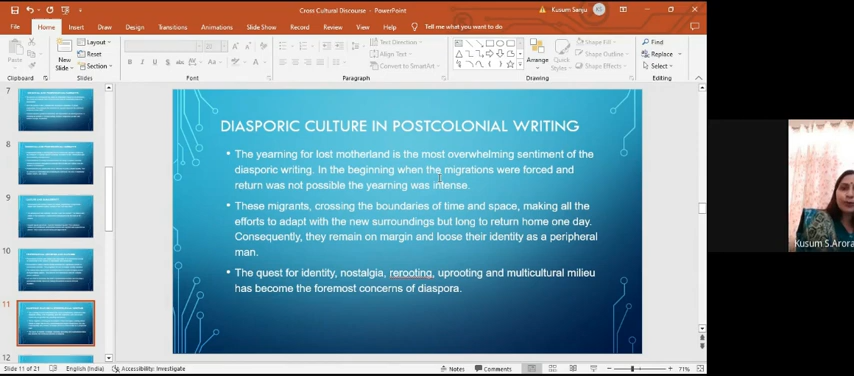 Cross Cultural Discourse - PowerPoint
Kusum Sanju
KS
File Home Insert Draw Design Transitions Animations Slide Show Record Review View Help Tell me what you want to do
Paste
Clipboard
New
Slide
Layout
Reset
Section
Slides
B I U S abc AV Aa A
Font
Text Direction
Align Text
Convert to SmartArt
Paragraph
Arrange
Quick
Styles
Shape Fill
Shape Outline
Shape Effects
Drawing
Find
Replace
Select
Editing
7
8
9
10
11
12
DIASPORIC CULTURE IN POSTCOLONIAL WRITING
The yearning for lost motherland is the most overwhelming sentiment of the
diasporic writing. In the beginning when the migrations were forced and
return was not possible the yearning was intense.
These migrants, crossing the boundaries of time and space, making all the
efforts to adapt with the new surroundings but long to return home one day.
Consequently, they remain on margin and loose their identity as a peripheral
man.
The quest for identity, nostalgia, rerooting, uprooting and multicultural milieu
has become the foremost concerns of diaspora.
Kusum S.Arora
Slide 11 of 21 English (India) Accessibility: Investigate Notes Comments 71%